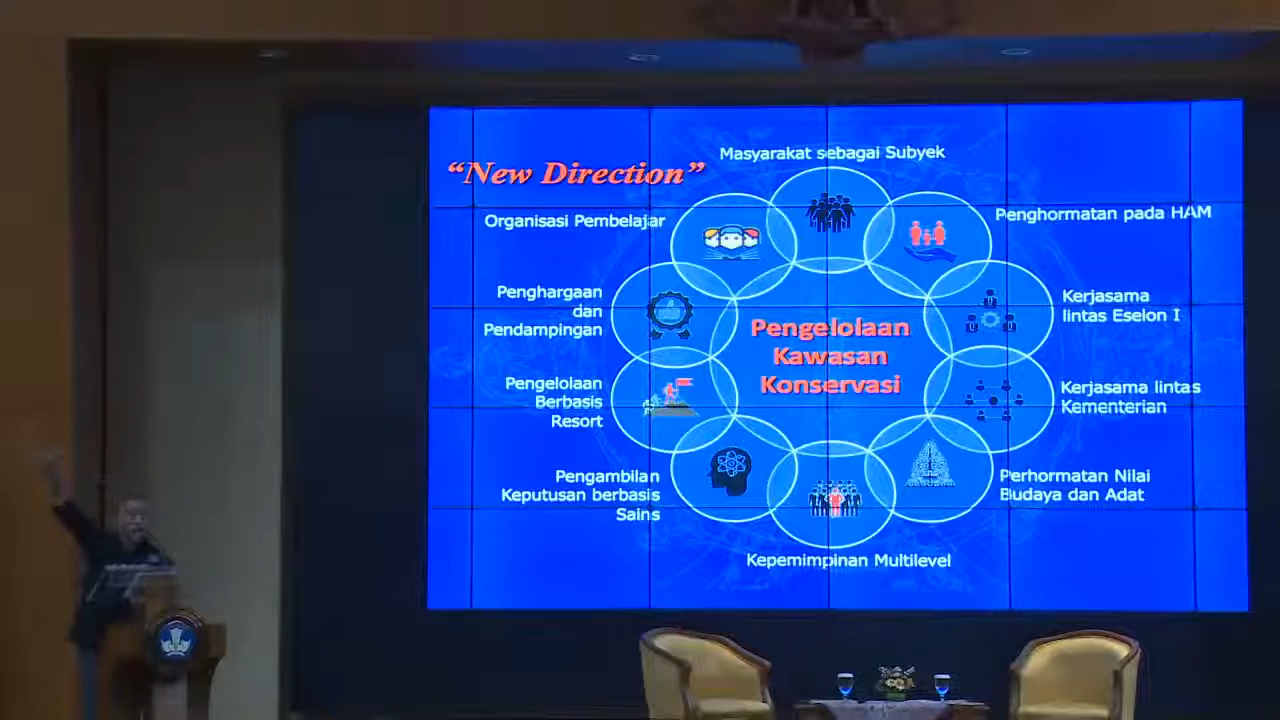 “New Direction”
Masyarakat sebagai Subyek
Penghormatan pada HAM
Kerjasama
lintas Eselon I
Kerjasama lintas
Kementerian
Perhormatan Nilai
Budaya dan Adat
Kepemimpinan Multilevel
Pengambilan
Keputusan berbasis
Sains
Pengelolaan
Berbasis
Resort
Penghargaan
dan
Pendampingan
Organisasi Pembelajar
Pengelolaan
Kawasan
Konservasi